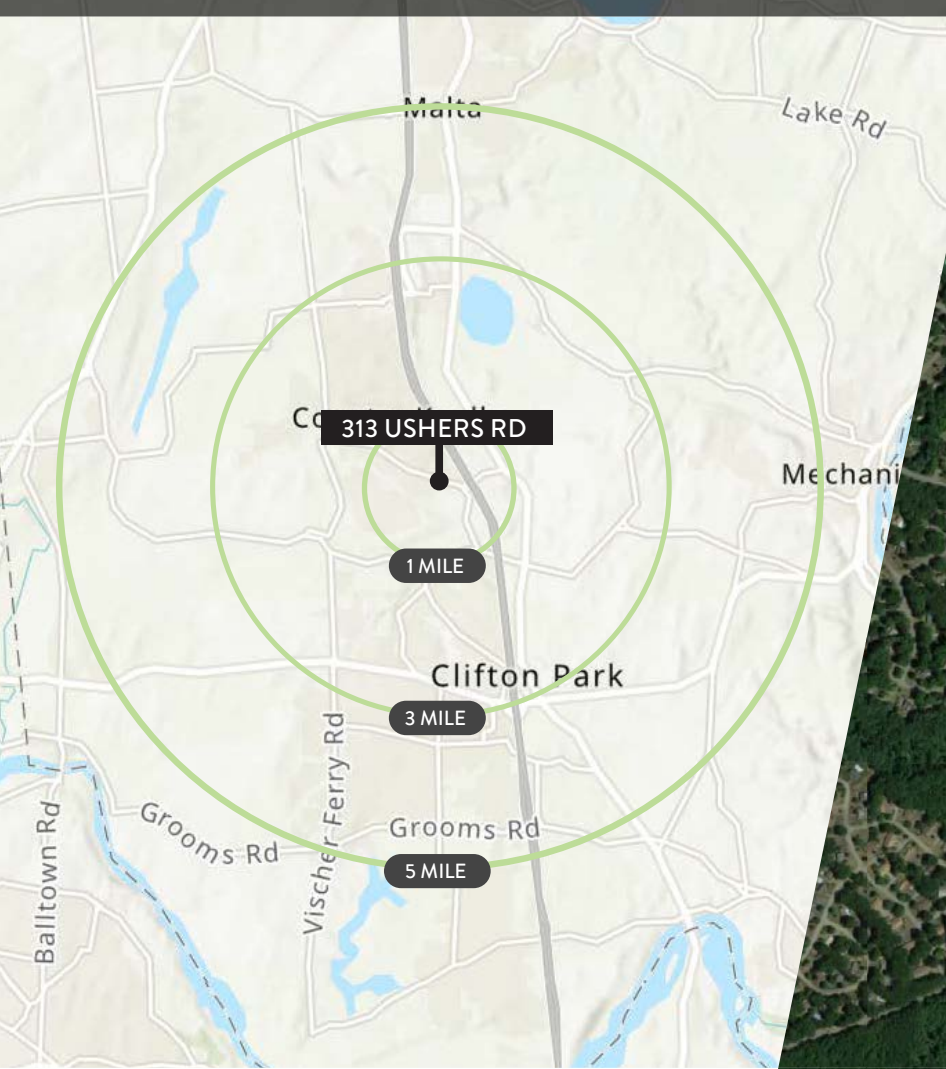 Malta
Lake Rd
313 USHERS RD
Mechani
1 MILE
Clifton Park
3 MILE
Vischer Ferry Rd
Grooms Rd
Grooms Rd
Balltown Rd
5 MILE